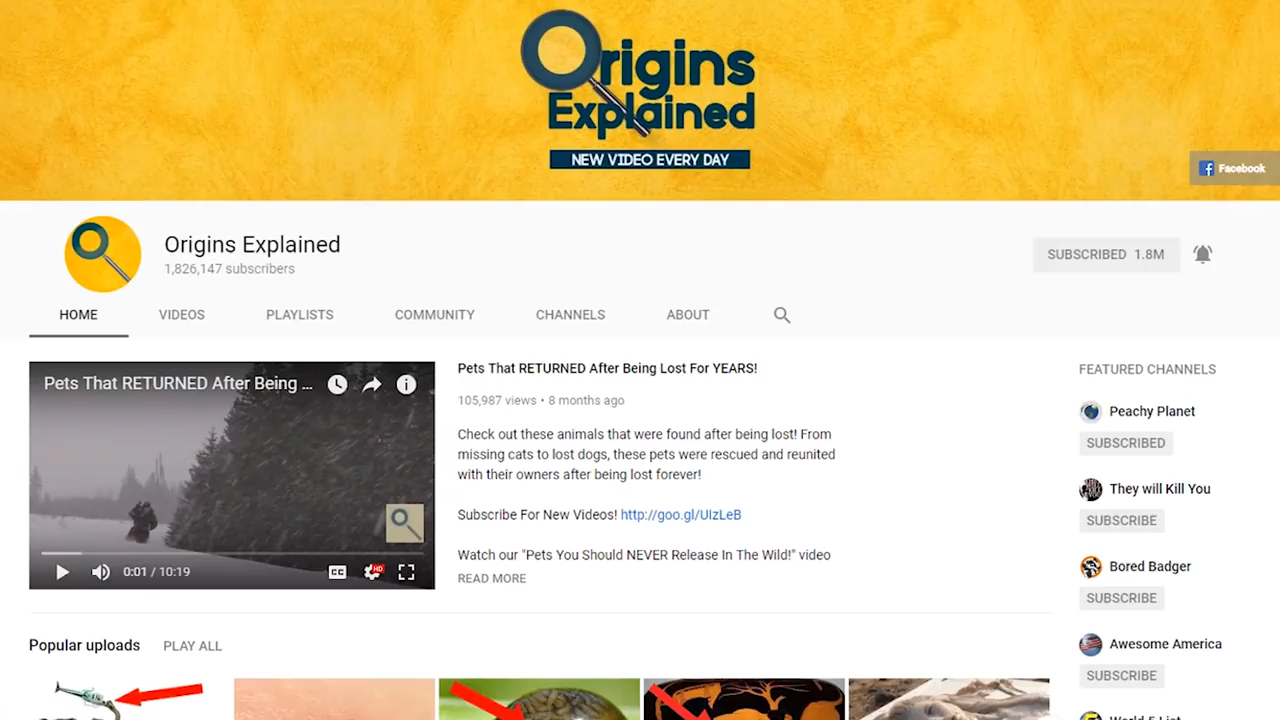 Origins
Explained
NEW VIDEO EVERY DAY
Facebook
Origins Explained
1,826,147 subscribers
SUBSCRIBED 1.8M
HOME VIDEOS PLAYLISTS COMMUNITY CHANNELS ABOUT
Pets That RETURNED After Being ...
0:01 / 10:19
CC
HD
Pets That RETURNED After Being Lost For YEARS!
105,987 views • 8 months ago
Check out these animals that were found after being lost! From
missing cats to lost dogs, these pets were rescued and reunited
with their owners after being lost forever!
Subscribe For New Videos! http://goo.gl/UIzLeB
Watch our "Pets You Should NEVER Release In The Wild!" video
READ MORE
FEATURED CHANNELS
Peachy Planet
SUBSCRIBED
They will Kill You
SUBSCRIBE
Bored Badger
SUBSCRIBE
Awesome America
SUBSCRIBE
World 5 List
Popular uploads PLAY ALL